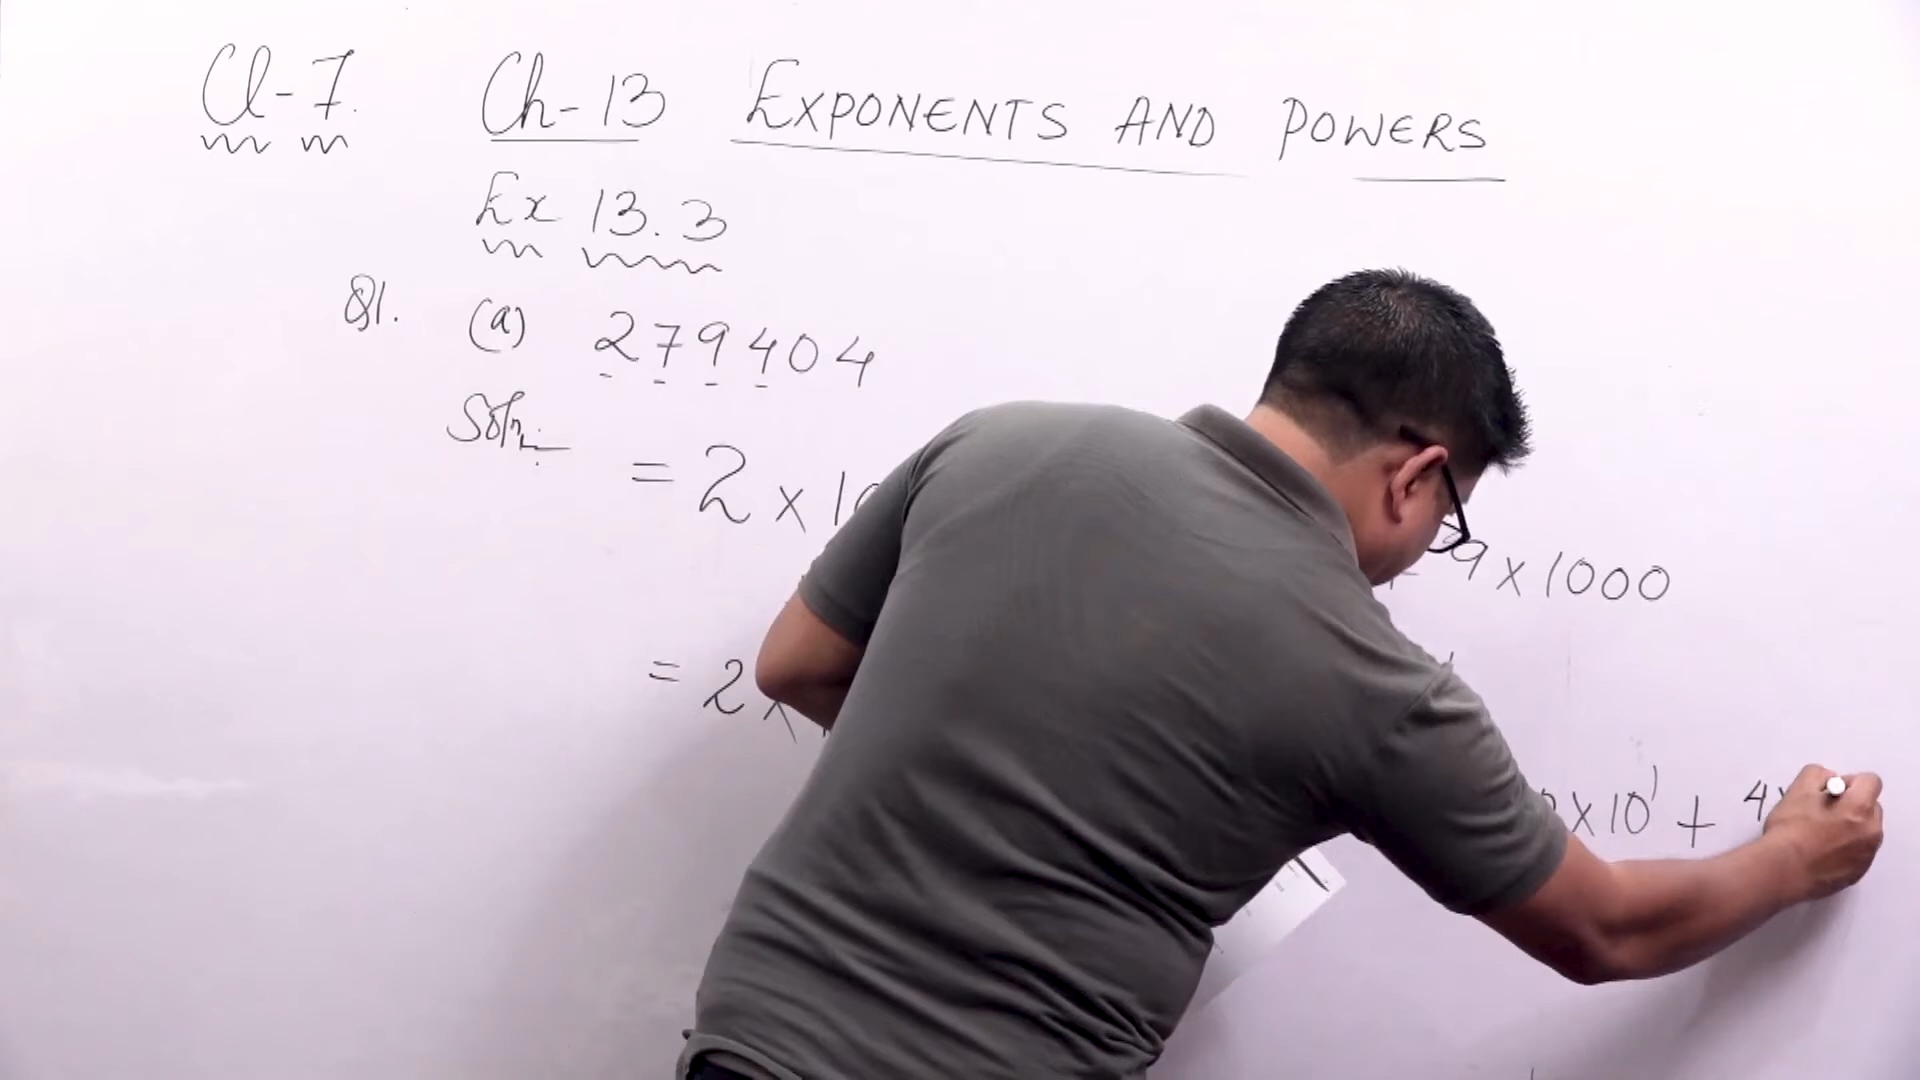 Cl-7. Ch-13 EXPONENTS AND POWERS
Ex 13.3
Q1. (a) 279404
Soln.
= 2 × 10 9 × 1000
= 2 ×
× 10¹ + 4×